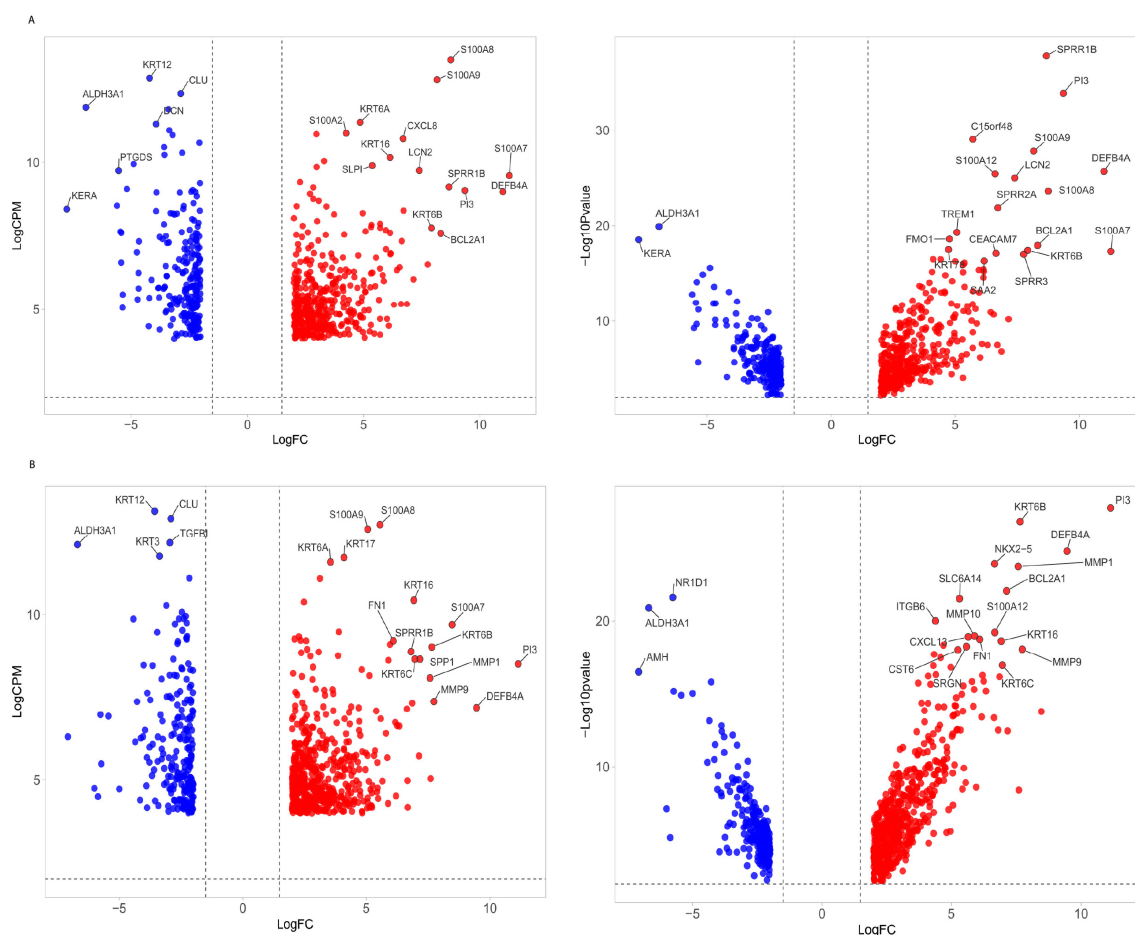 A
S100A8
S100A9
KRT12
CLU
ALDH3A1
DCN
KRT6A
S100A2
CXCL8
KRT16
LCN2
S100A7
SLPI
SPRR1B
DEFB4A
PI3
PTGDS
KERA
KRT6B
BCL2A1
10
5
LogCPM
−5
0
5
10
LogFC
SPRR1B
PI3
C15orf48
S100A9
S100A12
LCN2
DEFB4A
S100A8
SPRR2A
TREM1
ALDH3A1
FMO1
CEACAM7
BCL2A1
S100A7
KERA
KRT78
KRT6B
SPRR3
SAA2
30
20
10
−Log10Pvalue
−5
0
5
10
LogFC
B
KRT12
CLU
ALDH3A1
KRT3
TGFBI
S100A9
S100A8
KRT6A
KRT17
KRT16
FN1
S100A7
SPRR1B
KRT6B
SPP1
MMP1
PI3
KRT6C
MMP9
DEFB4A
10
5
LogCPM
−5
0
5
10
LogFC
PI3
KRT6B
DEFB4A
NKX2−5
MMP1
NR1D1
SLC6A14
BCL2A1
ALDH3A1
ITGB6
MMP10
S100A12
CXCL13
KRT16
AMH
CST6
FN1
MMP9
SRGN
KRT6C
20
10
−Log10pvalue
−5
0
5
10
LogFC